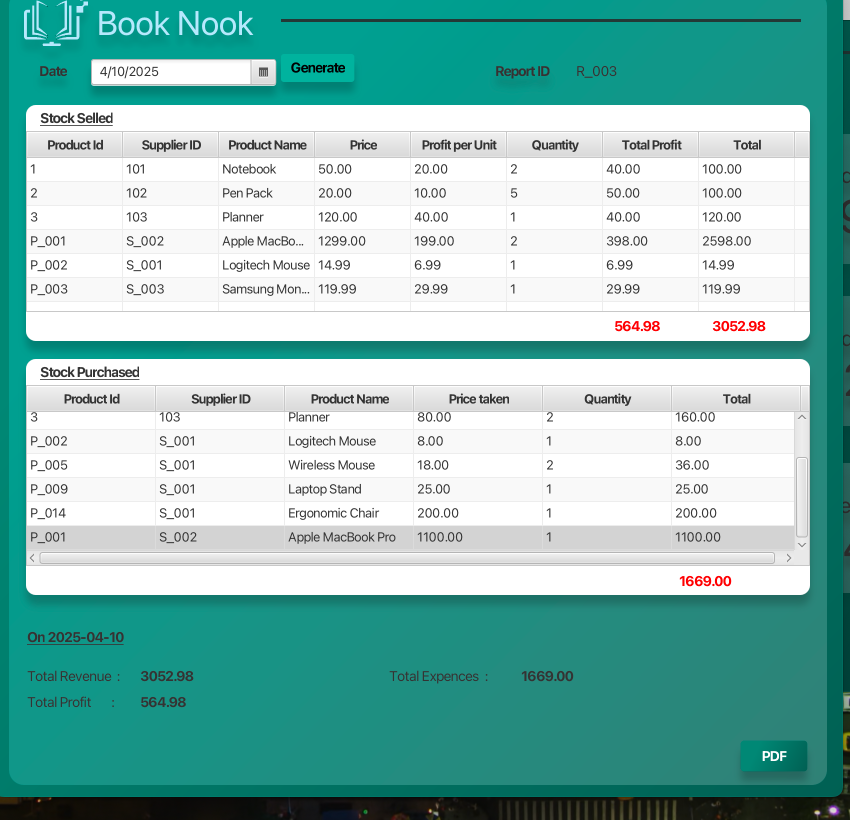 Book Nook
Date 4/10/2025 Generate Report ID R_003
Stock Selled
Product Id Supplier ID Product Name Price Profit per Unit Quantity Total Profit Total
1 101 Notebook 50.00 20.00 2 40.00 100.00
2 102 Pen Pack 20.00 10.00 5 50.00 100.00
3 103 Planner 120.00 40.00 1 40.00 120.00
P_001 S_002 Apple MacBo... 1299.00 199.00 2 398.00 2598.00
P_002 S_001 Logitech Mouse 14.99 6.99 1 6.99 14.99
P_003 S_003 Samsung Mon... 119.99 29.99 1 29.99 119.99
564.98 3052.98
Stock Purchased
Product Id Supplier ID Product Name Price taken Quantity Total
3 103 Planner 80.00 2 160.00
P_002 S_001 Logitech Mouse 8.00 1 8.00
P_005 S_001 Wireless Mouse 18.00 2 36.00
P_009 S_001 Laptop Stand 25.00 1 25.00
P_014 S_001 Ergonomic Chair 200.00 1 200.00
P_001 S_002 Apple MacBook Pro 1100.00 1 1100.00
1669.00
On 2025-04-10
Total Revenue : 3052.98 Total Expences : 1669.00
Total Profit : 564.98
PDF